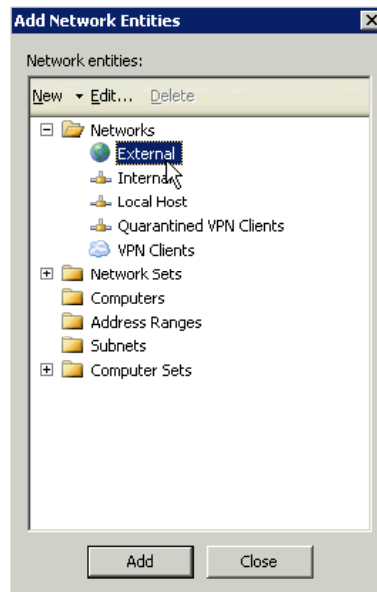 Add Network Entities
Network entities:
New Edit... Delete
Networks
External
Internal
Local Host
Quarantined VPN Clients
VPN Clients
Network Sets
Computers
Address Ranges
Subnets
Computer Sets
Add Close